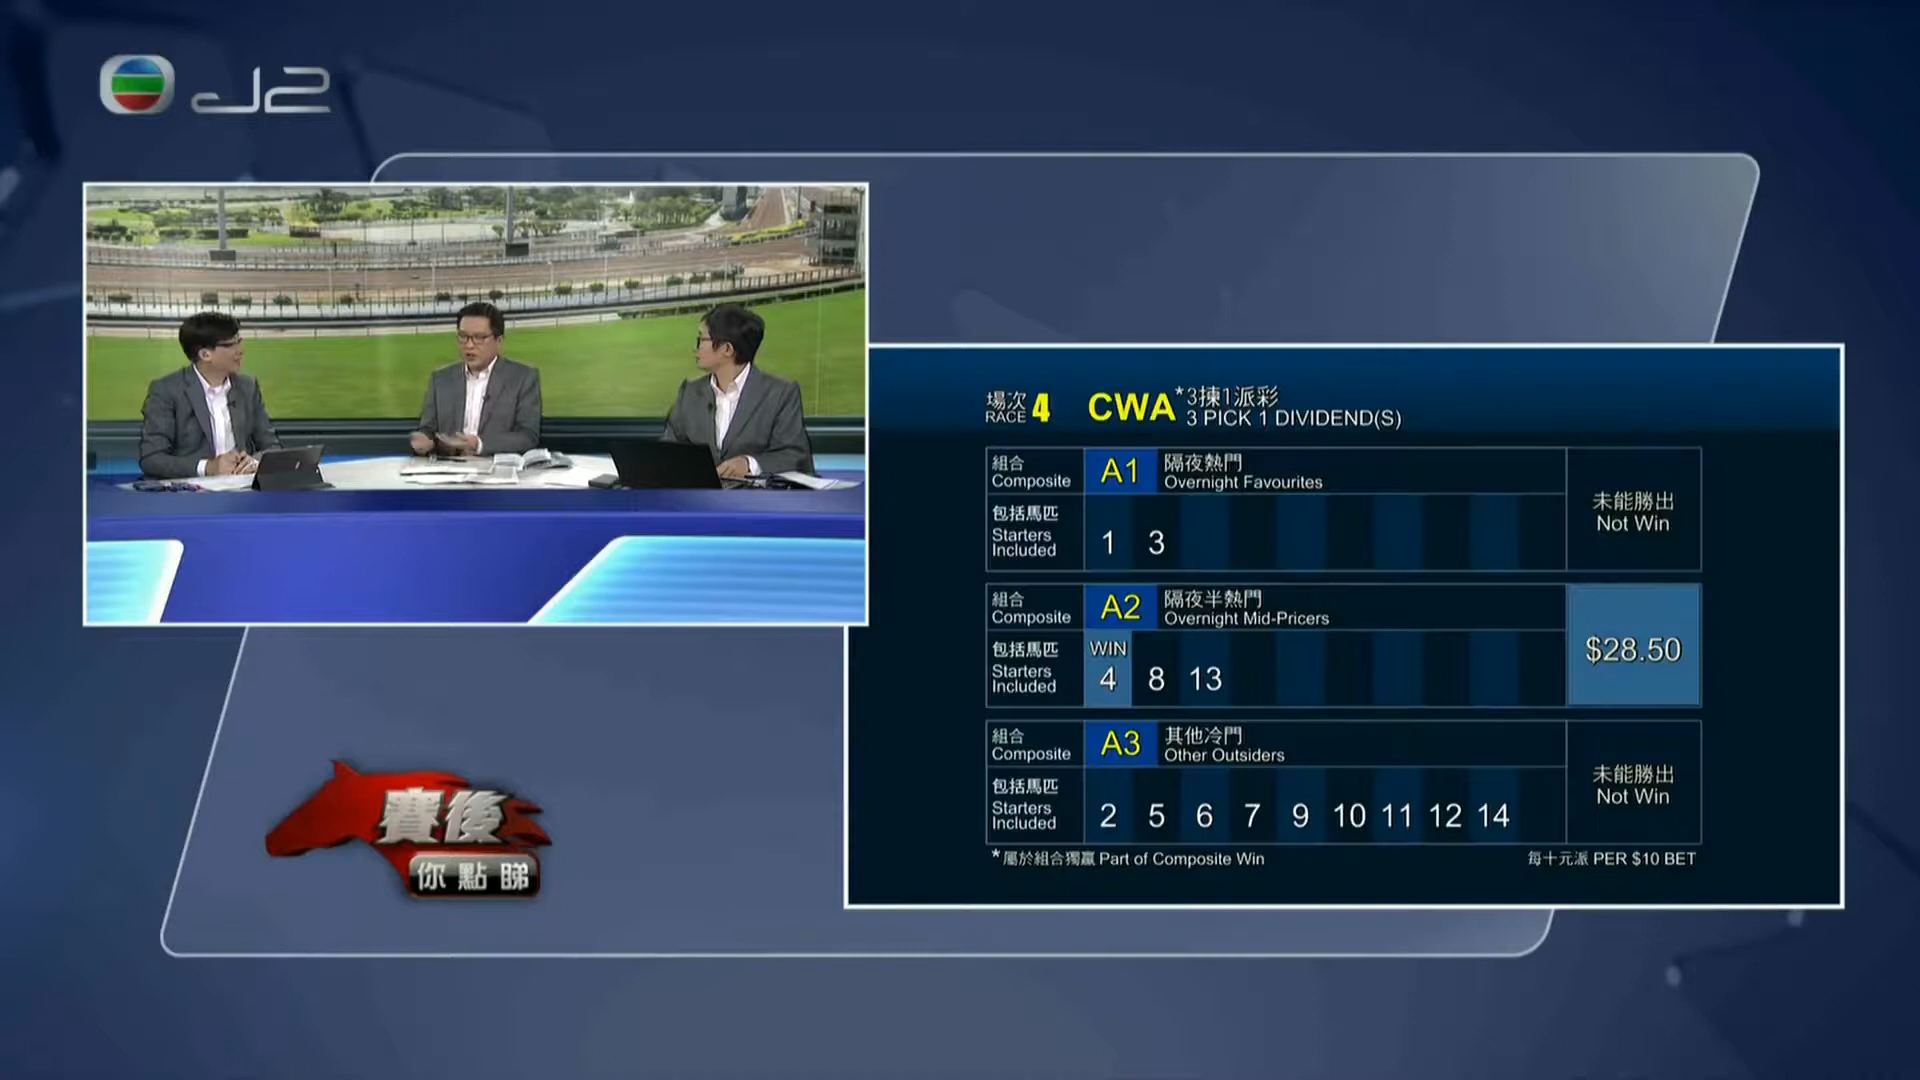 J2
場次
RACE 4
CWA *3揀1派彩
3 PICK 1 DIVIDEND(S)
組合
Composite
A1
隔夜熱門
Overnight Favourites
包括馬匹
Starters
Included
1 3
未能勝出
Not Win
組合
Composite
A2
隔夜半熱門
Overnight Mid-Pricers
包括馬匹
Starters
Included
WIN
4 8 13
$28.50
組合
Composite
A3
其他冷門
Other Outsiders
包括馬匹
Starters
Included
2 5 6 7 9 10 11 12 14
未能勝出
Not Win
*屬於組合獨贏 Part of Composite Win
每十元派 PER $10 BET
賽後
你點睇